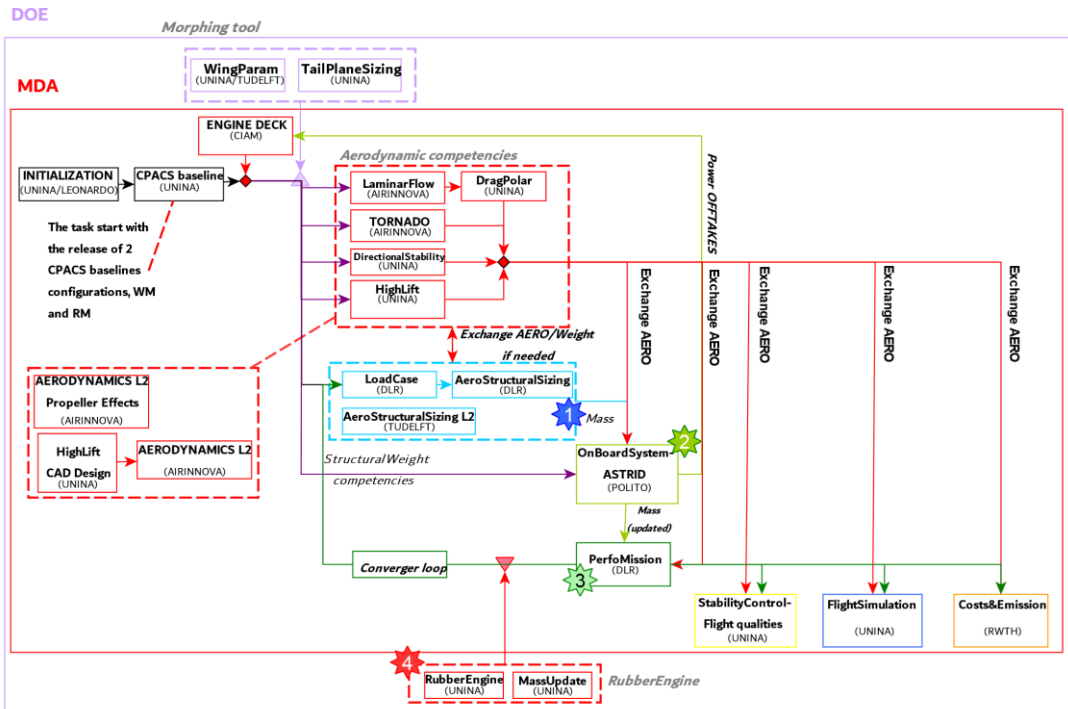 DOE
Morphing tool
WingParam
(UNINA/TUDELFT)
TailPlaneSizing
(UNINA)
MDA
ENGINE DECK
(CIAM)
Aerodynamic competencies
INITIALIZATION
(UNINA/LEONARDO)
CPACS baseline
(UNINA)
LaminarFlow
(AIRINNOVA)
DragPolar
(UNINA)
Power OFFTAKES
TORNADO
(AIRINNOVA)
The task start with
the release of 2
CPACS baselines
configurations, WM
and RM
DirectionalStability
(UNINA)
HighLift
(UNINA)
Exchange AERO
Exchange AERO
Exchange AERO
Exchange AERO
Exchange AERO
Exchange AERO/Weight
if needed
LoadCase
(DLR)
AeroStructuralSizing
(DLR)
AeroStructuralSizing L2
(TUDELFT)
1
Mass
AERODYNAMICS L2
Propeller Effects
(AIRINNOVA)
HighLift
CAD Design
(UNINA)
AERODYNAMICS L2
(AIRINNOVA)
StructuralWeight
competencies
2
OnBoardSystem-
ASTRID
(POLITO)
Mass
(updated)
Converger loop
PerfoMission
(DLR)
3
StabilityControl-
Flight qualities
(UNINA)
FlightSimulation
(UNINA)
Costs&Emission
(RWTH)
4
RubberEngine
(UNINA)
MassUpdate
(UNINA)
RubberEngine